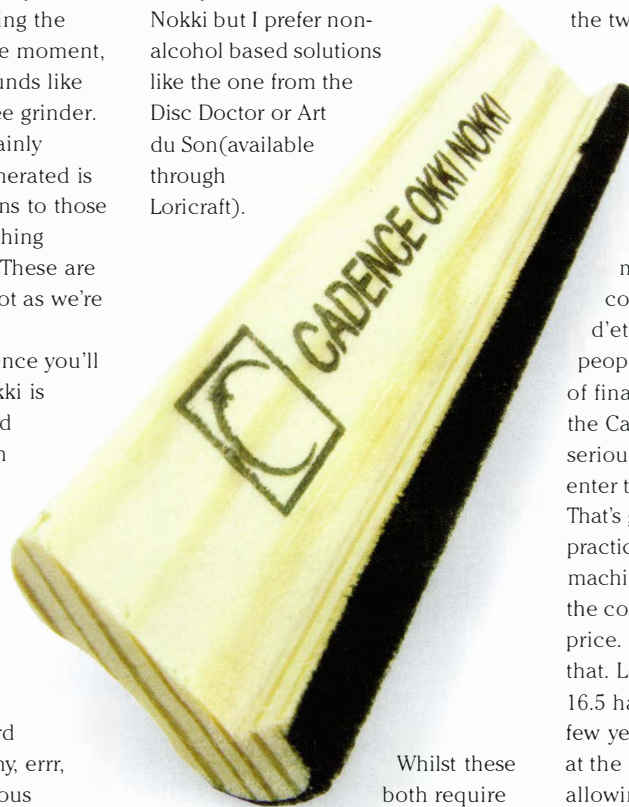 ing the
e moment,
unds like
e grinder.
ainly
nerated is
ns to those
hing
These are
ot as we're
ence you'll
kki is
d
n
rd
ny, errr,
ous
Nokki but I prefer non-
alcohol based solutions
like the one from the
Disc Doctor or Art
du Son(available
through
Loricraft).
CADENCE OKKI NOKKI
Whilst these
both require
the tw
n
co
d'et
peop
of fina
the Ca
seriou
enter t
That's g
practic
machi
the co
price.
that. L
16.5 ha
few ye
at the
allowin